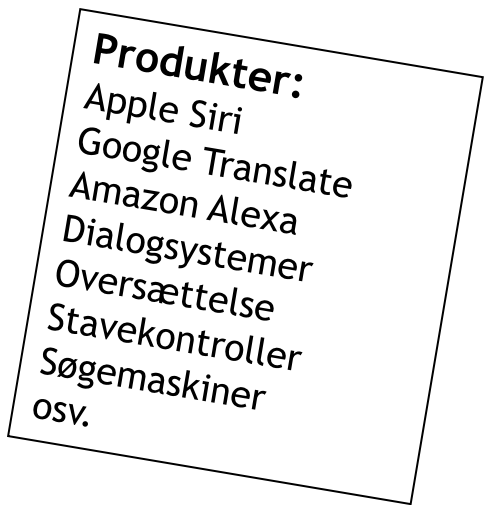 Produkter:
Apple Siri
Google Translate
Amazon Alexa
Dialogsystemer
Oversættelse
Stavekontroller
Søgemaskiner
osv.